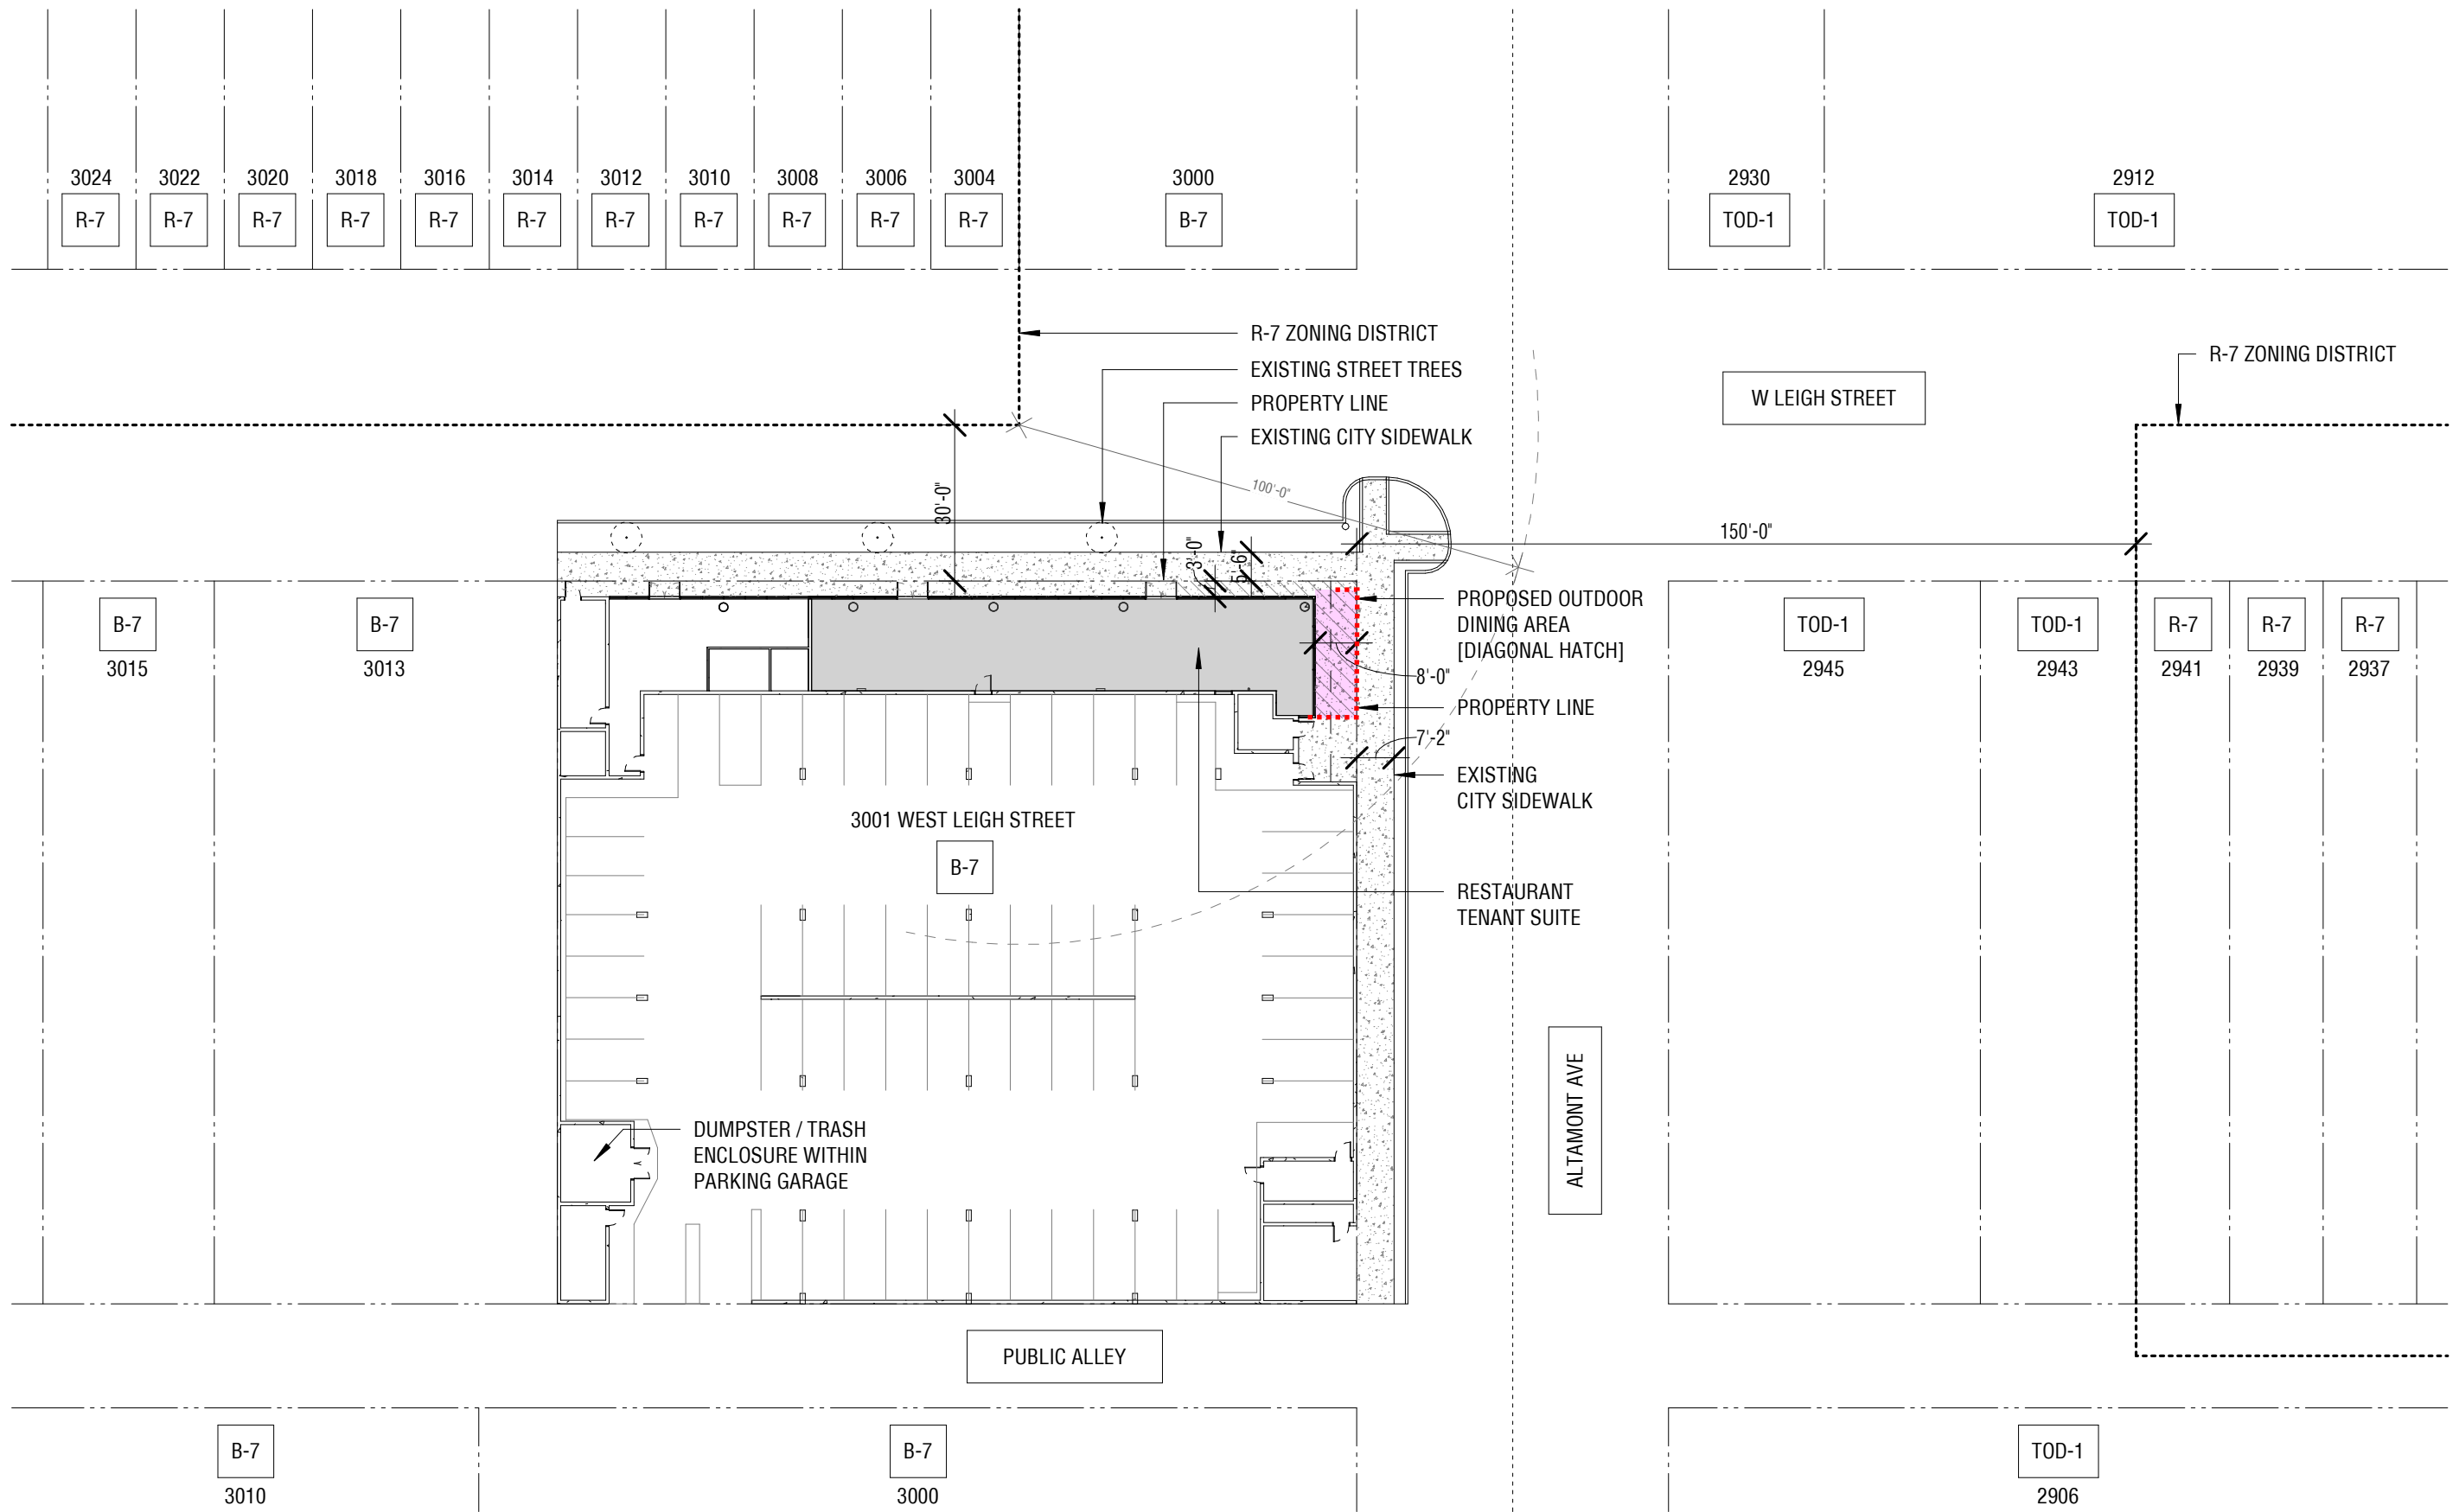 3024
3022
3020
3018
3016
3014
3012
3010
3008
3006
3004
3000
2930
2912
R-7
R-7
R-7
R-7
R-7
R-7
R-7
R-7
R-7
R-7
R-7
B-7
TOD-1
TOD-1
R-7 ZONING DISTRICT
EXISTING STREET TREES
PROPERTY LINE
EXISTING CITY SIDEWALK
R-7 ZONING DISTRICT
W LEIGH STREET
100'-0"
30'-0"
3'-0"
5'-6"
150'-0"
PROPOSED OUTDOOR
DINING AREA
[DIAGONAL HATCH]
8'-0"
PROPERTY LINE
7'-2"
EXISTING
CITY SIDEWALK
B-7
3015
B-7
3013
TOD-1
2945
TOD-1
2943
R-7
2941
R-7
2939
R-7
2937
3001 WEST LEIGH STREET
B-7
RESTAURANT
TENANT SUITE
DUMPSTER / TRASH
ENCLOSURE WITHIN
PARKING GARAGE
ALTAMONT AVE
PUBLIC ALLEY
B-7
3010
B-7
3000
TOD-1
2906